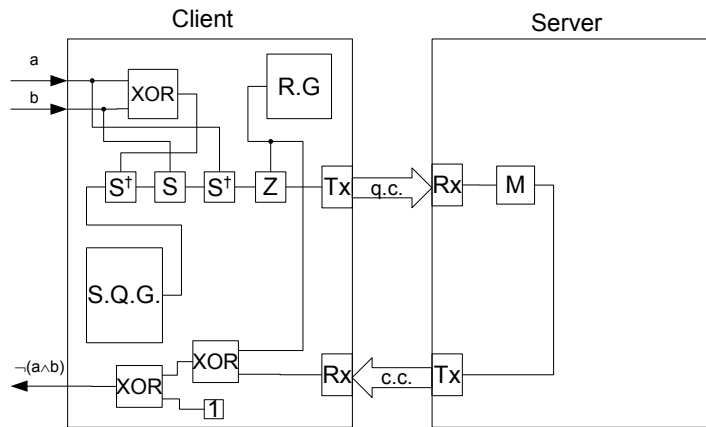 Client
Server
a
XOR
R.G
b
S† S S† Z Tx q.c. Rx M
S.Q.G.
¬(a∧b)
XOR
XOR
Rx c.c. Tx
1